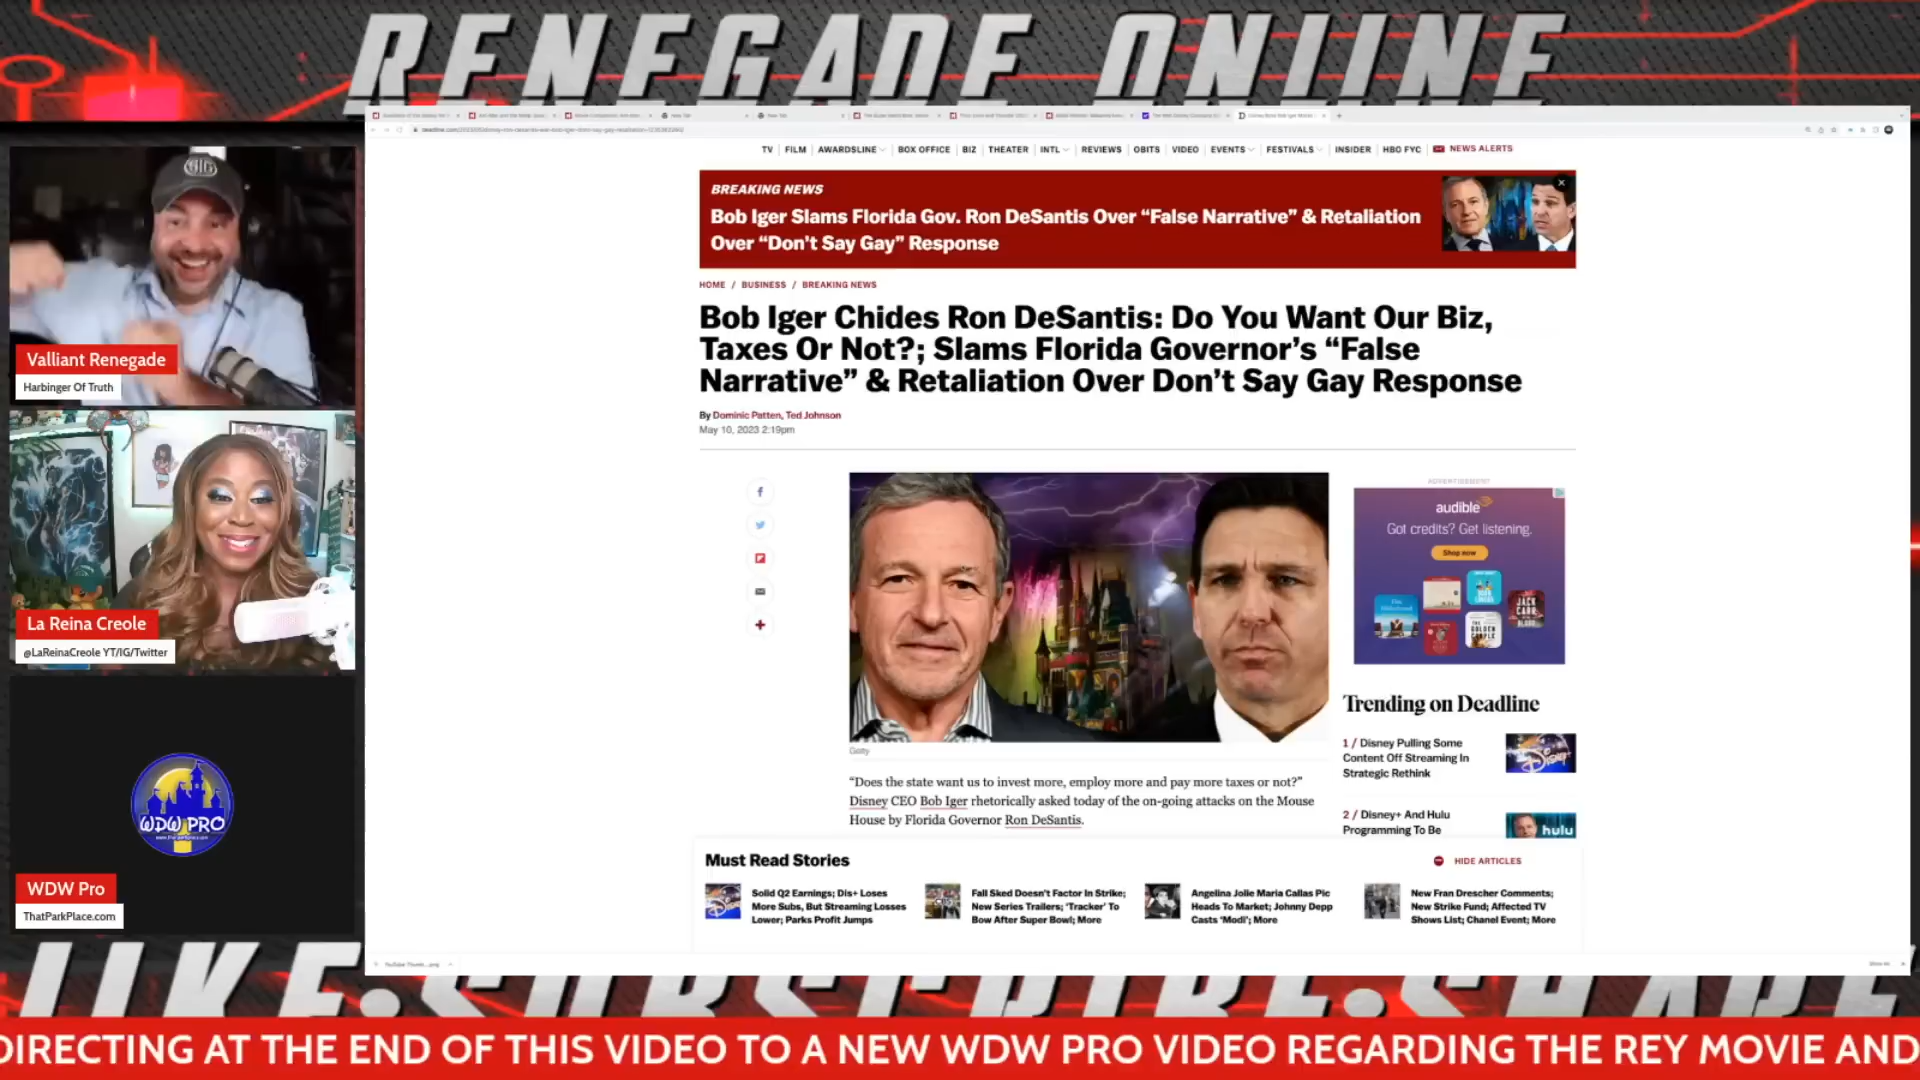 RENEGADE ONLINE
TV | FILM | AWARDSLINE | BOX OFFICE | BIZ | THEATER | INTL | REVIEWS | OBITS | VIDEO | EVENTS | FESTIVALS | INSIDER | HBO FYC | NEWS ALERTS
BREAKING NEWS
Bob Iger Slams Florida Gov. Ron DeSantis Over “False Narrative” & Retaliation
Over “Don't Say Gay” Response
HOME / BUSINESS / BREAKING NEWS
Bob Iger Chides Ron DeSantis: Do You Want Our Biz,
Taxes Or Not?; Slams Florida Governor’s “False
Narrative” & Retaliation Over Don’t Say Gay Response
By Dominic Patten, Ted Johnson
May 10, 2023 2:19pm
Getty
“Does the state want us to invest more, employ more and pay more taxes or not?”
Disney CEO Bob Iger rhetorically asked today of the on-going attacks on the Mouse
House by Florida Governor Ron DeSantis.
ADVERTISEMENT
audible
Got credits? Get listening.
Shop now
JACK
CARR
Trending on Deadline
1 / Disney Pulling Some
Content Off Streaming In
Strategic Rethink
2 / Disney+ And Hulu
Programming To Be
hulu
Must Read Stories
HIDE ARTICLES
Solid Q2 Earnings; Dis+ Loses
More Subs, But Streaming Losses
Lower; Parks Profit Jumps
Fall Sked Doesn't Factor In Strike;
New Series Trailers; ‘Tracker’ To
Bow After Super Bowl; More
Angelina Jolie Maria Callas Pic
Heads To Market; Johnny Depp
Casts ‘Modi’; More
New Fran Drescher Comments;
New Strike Fund; Affected TV
Shows List; Chanel Event; More
Valliant Renegade
Harbinger Of Truth
La Reina Creole
@LaReinaCreole YT/IG/Twitter
WDW PRO
WDW Pro
ThatParkPlace.com
LIKE•SUBSCRIBE•SHARE
DIRECTING AT THE END OF THIS VIDEO TO A NEW WDW PRO VIDEO REGARDING THE REY MOVIE AND